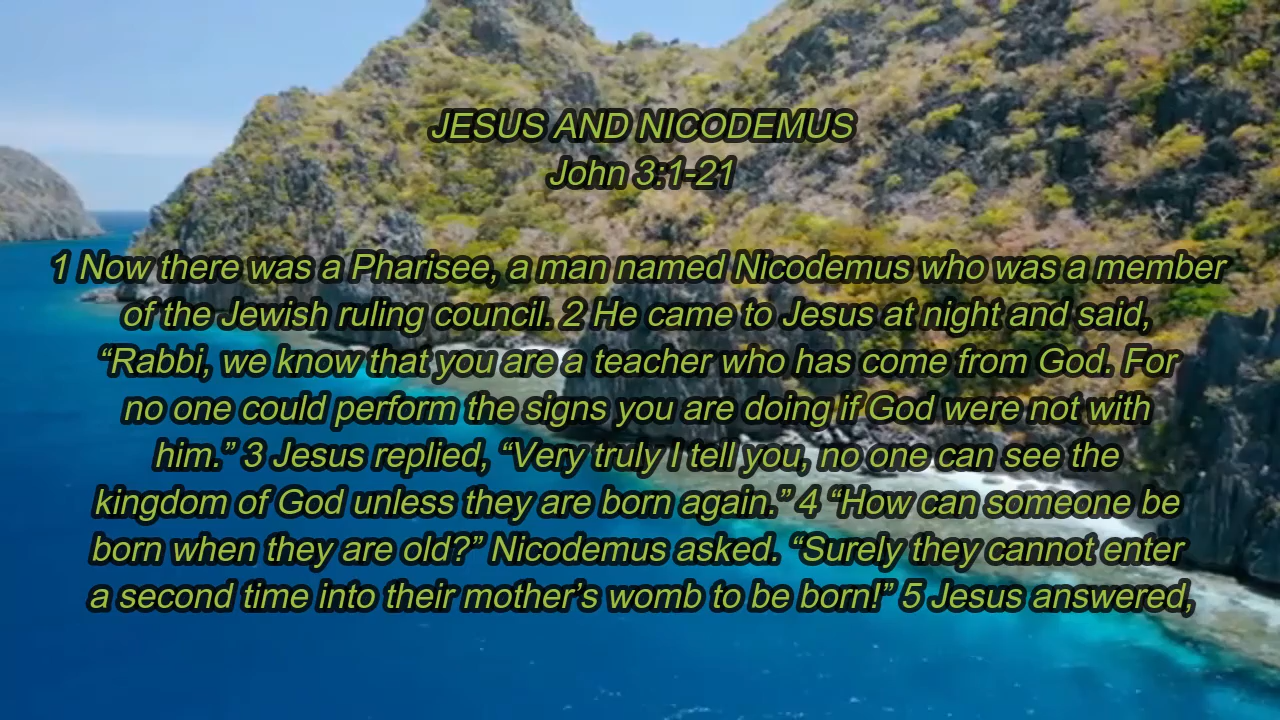 JESUS AND NICODEMUS
John 3:1-21
1 Now there was a Pharisee, a man named Nicodemus who was a member
of the Jewish ruling council. 2 He came to Jesus at night and said,
“Rabbi, we know that you are a teacher who has come from God. For
no one could perform the signs you are doing if God were not with
him.” 3 Jesus replied, “Very truly I tell you, no one can see the
kingdom of God unless they are born again.” 4 “How can someone be
born when they are old?” Nicodemus asked. “Surely they cannot enter
a second time into their mother’s womb to be born!” 5 Jesus answered,